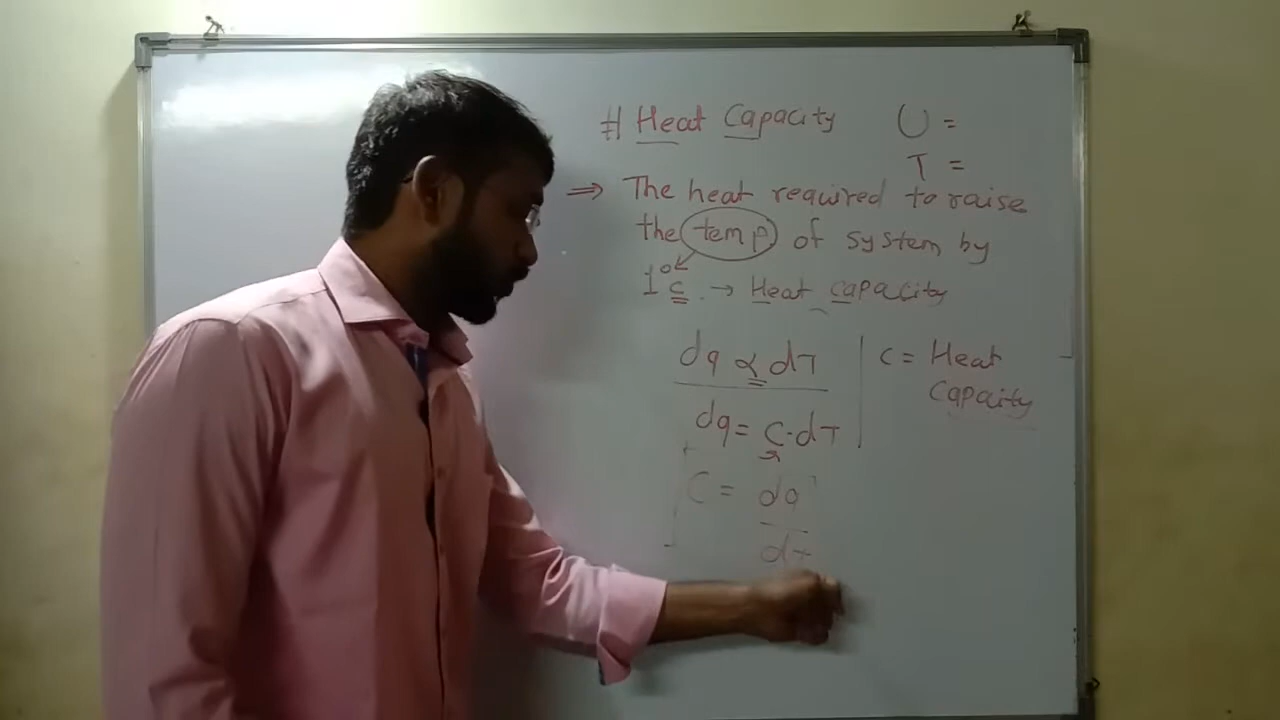 # Heat Capacity
U =
T =
⇒ The heat required to raise
the temp of system by
1°c. → Heat capacity
dq ∝ dT
dq = C·dT
C = dq
dT
c = Heat
Capacity